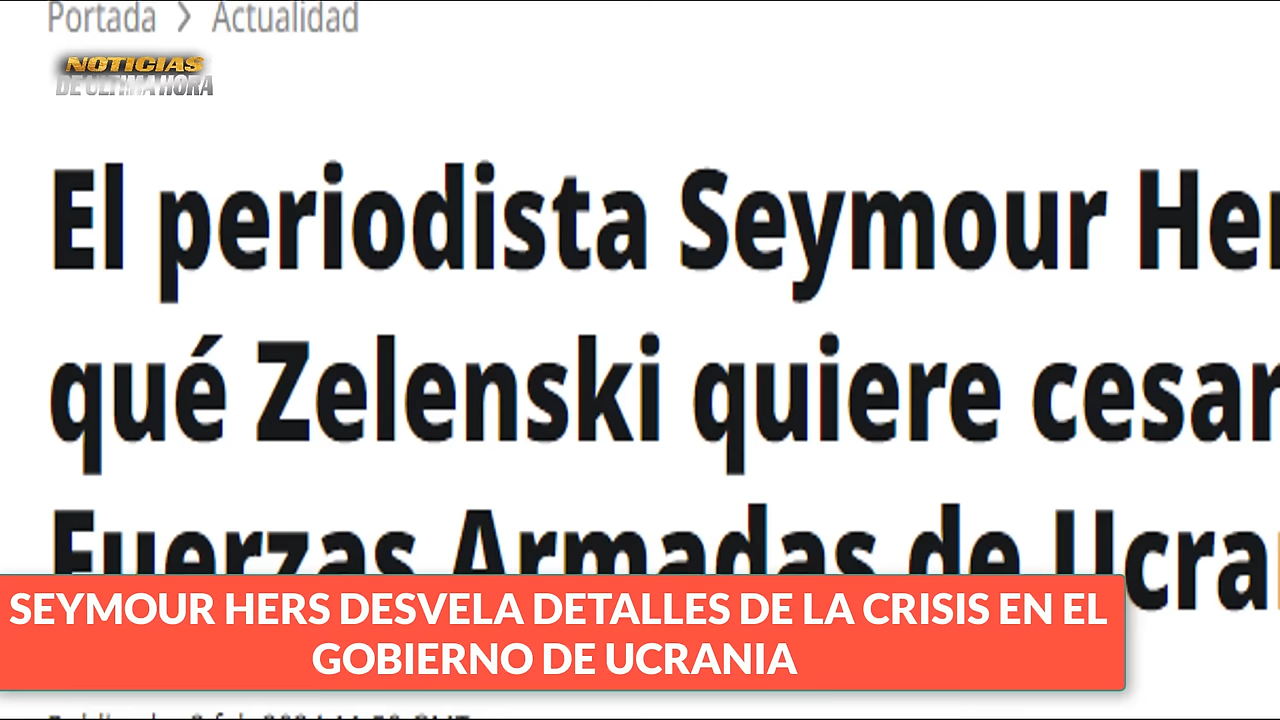 Portada > Actualidad
NOTICIAS
DE ULTIMA HORA
El periodista Seymour Her
qué Zelenski quiere cesar
Fuerzas Armadas de Ucra
SEYMOUR HERS DESVELA DETALLES DE LA CRISIS EN EL
GOBIERNO DE UCRANIA